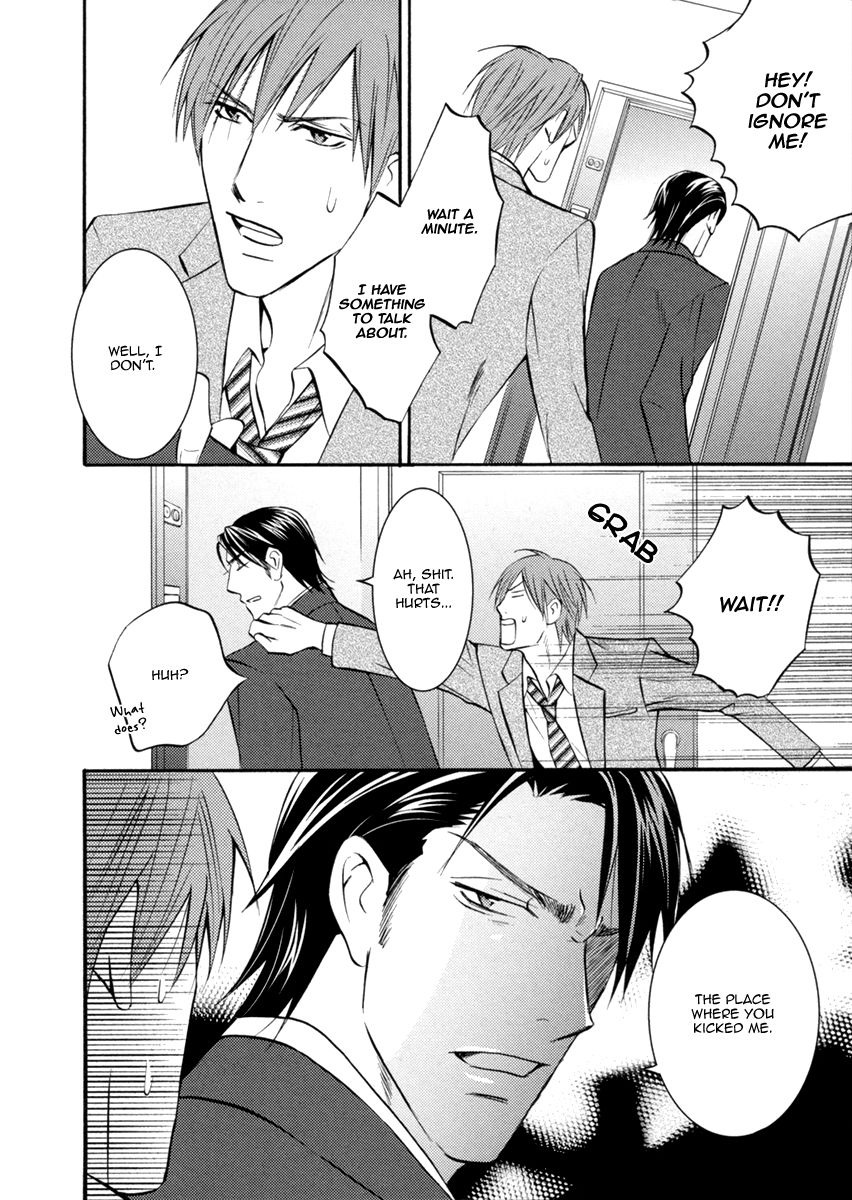 HEY!
DON'T
IGNORE
ME!
WAIT A
MINUTE.
I HAVE
SOMETHING
TO TALK
ABOUT.
WELL, I
DON'T.
WAIT!!
GRAB
AH, SHIT.
THAT
HURTS...
HUH?
What
does?
THE PLACE
WHERE YOU
KICKED ME.